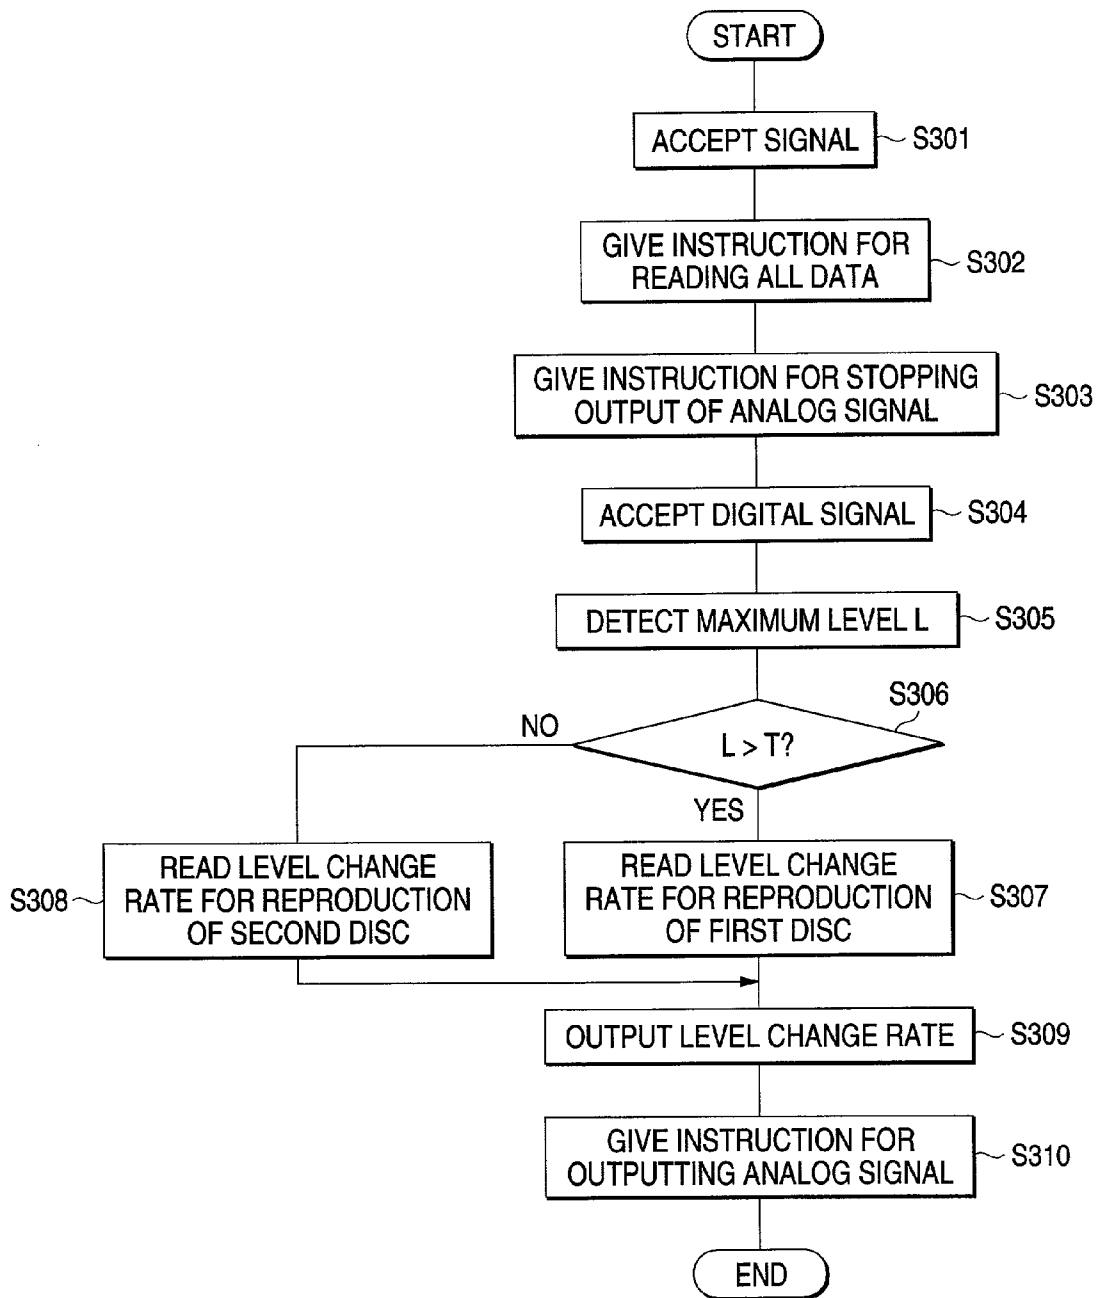 START
ACCEPT SIGNAL
S301
GIVE INSTRUCTION FOR
READING ALL DATA
S302
GIVE INSTRUCTION FOR STOPPING
OUTPUT OF ANALOG SIGNAL
S303
ACCEPT DIGITAL SIGNAL
S304
DETECT MAXIMUM LEVEL L
S305
S306
L > T?
NO
YES
S308
READ LEVEL CHANGE
RATE FOR REPRODUCTION
OF SECOND DISC
READ LEVEL CHANGE
RATE FOR REPRODUCTION
OF FIRST DISC
S307
OUTPUT LEVEL CHANGE RATE
S309
GIVE INSTRUCTION FOR
OUTPUTTING ANALOG SIGNAL
S310
END